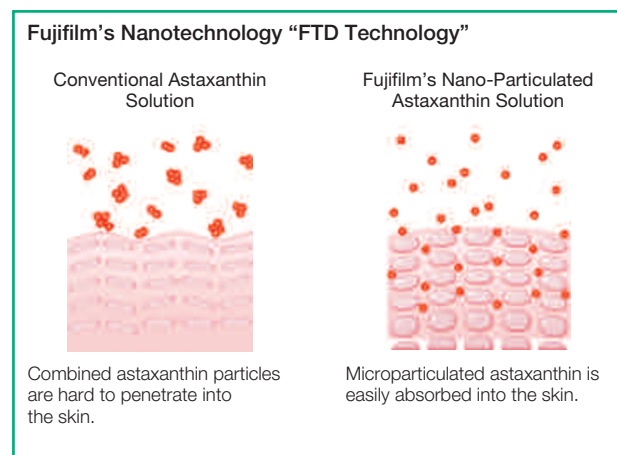 Fujifilm's Nanotechnology “FTD Technology”
Conventional Astaxanthin
Solution
Fujifilm's Nano-Particulated
Astaxanthin Solution
Combined astaxanthin particles
are hard to penetrate into
the skin.
Microparticulated astaxanthin is
easily absorbed into the skin.